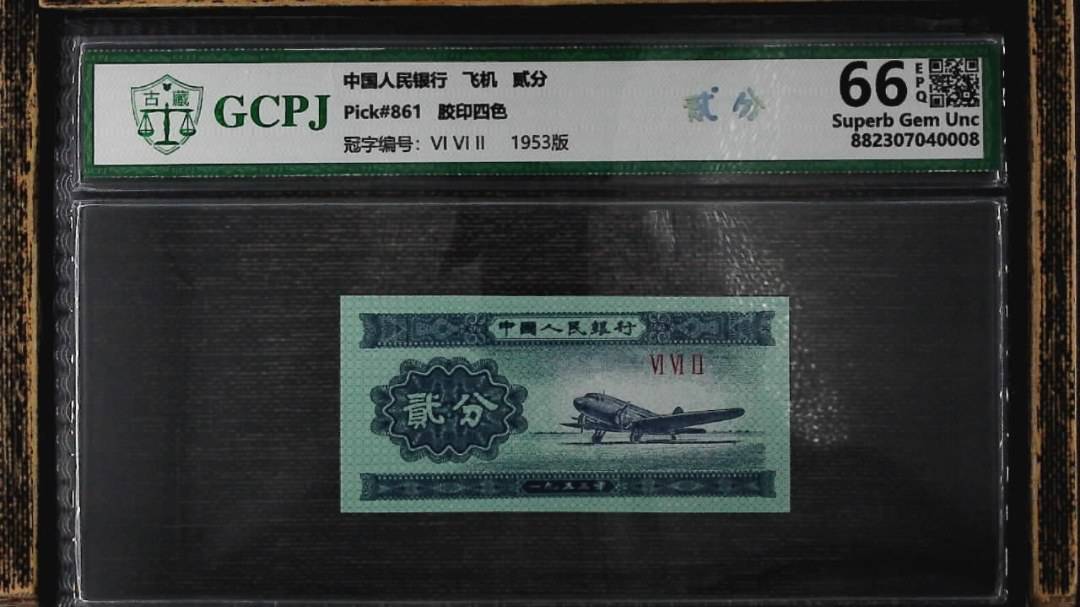 古藏
GCPJ
中国人民银行 飞机 贰分
Pick#861 胶印四色
冠字编号：VI VI II 1953版
贰分
66
EPQ
Superb Gem Unc
882307040008
中國人民銀行
VI VI II
貳分
一九五三年